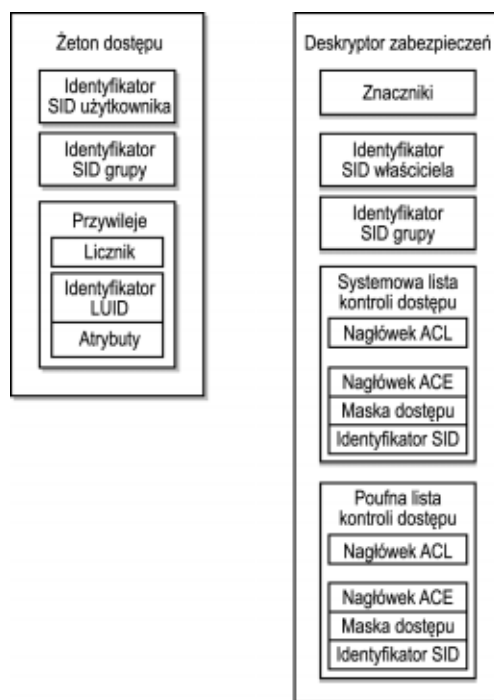 Żeton dostępu
Identyfikator
SID użytkownika
Identyfikator
SID grupy
Przywileje
Licznik
Identyfikator
LUID
Atrybuty
Deskryptor zabezpieczeń
Znaczniki
Identyfikator
SID właściciela
Identyfikator
SID grupy
Systemowa lista
kontroli dostępu
Nagłówek ACL
Nagłówek ACE
Maska dostępu
Identyfikator SID
Poufna lista
kontroli dostępu
Nagłówek ACL
Nagłówek ACE
Maska dostępu
Identyfikator SID